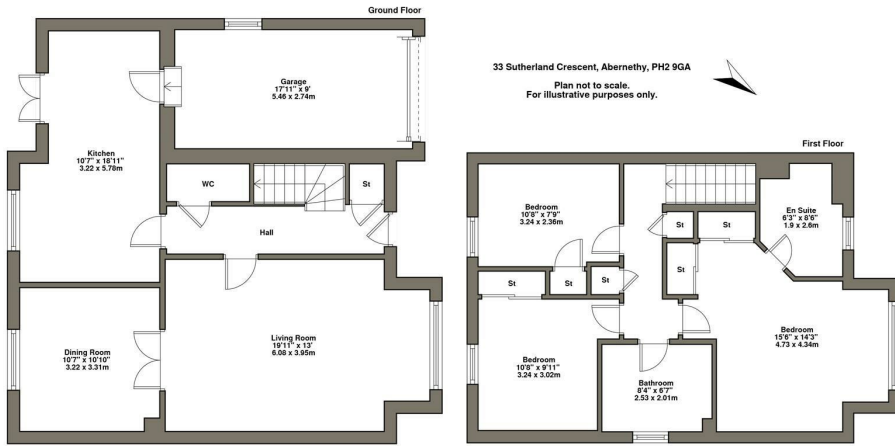 Ground Floor
Garage
17'11" x 9'
5.46 x 2.74m
Kitchen
10'7" x 18'11"
3.22 x 5.78m
WC
St
Hall
Living Room
19'11" x 13'
6.08 x 3.95m
Dining Room
10'7" x 10'10"
3.22 x 3.31m
33 Sutherland Crescent, Abernethy, PH2 9GA
Plan not to scale.
For illustrative purposes only.
First Floor
Bedroom
10'8" x 7'9"
3.24 x 2.36m
En Suite
6'3" x 8'6"
1.9 x 2.6m
St
St
St
St
St
St
Bedroom
10'8" x 9'11"
3.24 x 3.02m
Bedroom
15'6" x 14'3"
4.73 x 4.34m
Bathroom
8'4" x 6'7"
2.53 x 2.01m